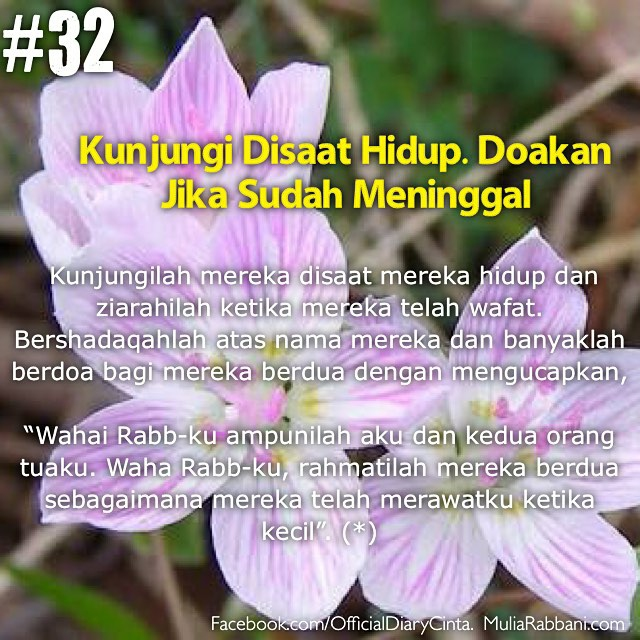 #32
Kunjungi Disaat Hidup. Doakan
Jika Sudah Meninggal
Kunjungilah mereka disaat mereka hidup dan
ziarahilah ketika mereka telah wafat.
Bershadaqahlah atas nama mereka dan banyaklah
berdoa bagi mereka berdua dengan mengucapkan,
“Wahai Rabb-ku ampunilah aku dan kedua orang
tuaku. Waha Rabb-ku, rahmatilah mereka berdua
sebagaimana mereka telah merawatku ketika
kecil”. (*)
Facebook.com/OfficialDiaryCinta. MuliaRabbani.com